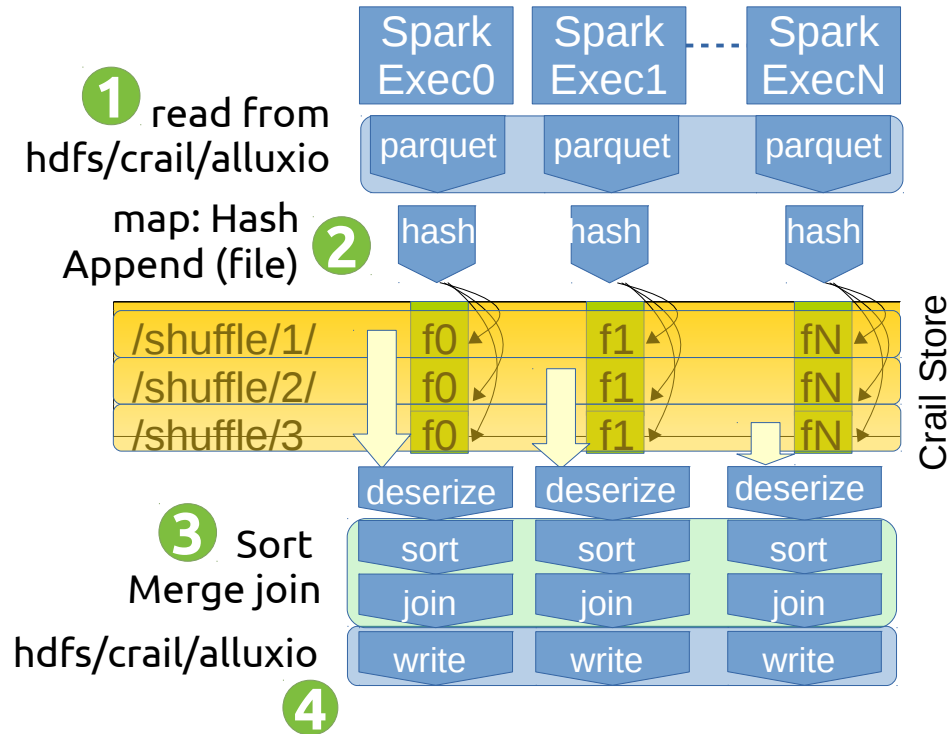 Spark Exec0
Spark Exec1
Spark ExecN
1 read from
hdfs/crail/alluxio
parquet parquet parquet
map: Hash
Append (file) 2
hash hash hash
/shuffle/1/ f0 f1 fN
/shuffle/2/ f0 f1 fN
/shuffle/3 f0 f1 fN
Crail Store
deserize deserize deserize
3 Sort
Merge join
sort sort sort
join join join
hdfs/crail/alluxio
4
write write write